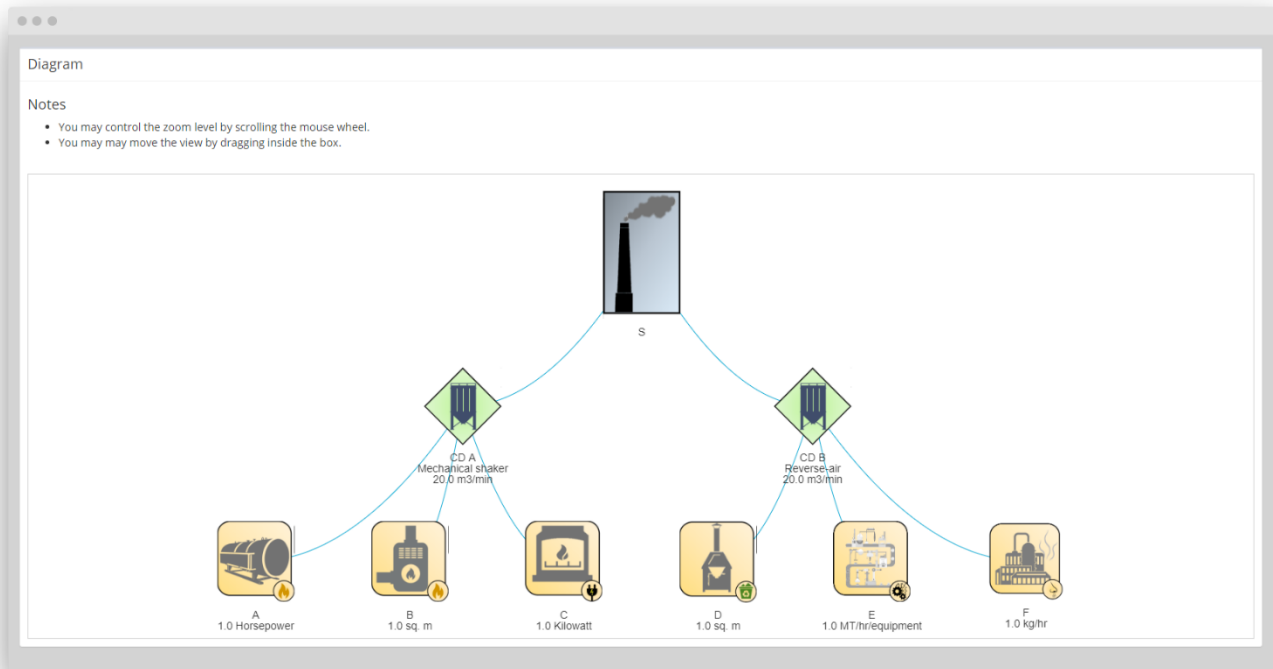 Diagram
Notes
You may control the zoom level by scrolling the mouse wheel.
You may may move the view by dragging inside the box.
S
CD A
Mechanical shaker
20.0 m3/min
CD B
Reverse-air
20.0 m3/min
A
1.0 Horsepower
B
1.0 sq. m
C
1.0 Kilowatt
D
1.0 sq. m
E
1.0 MT/hr/equipment
F
1.0 kg/hr